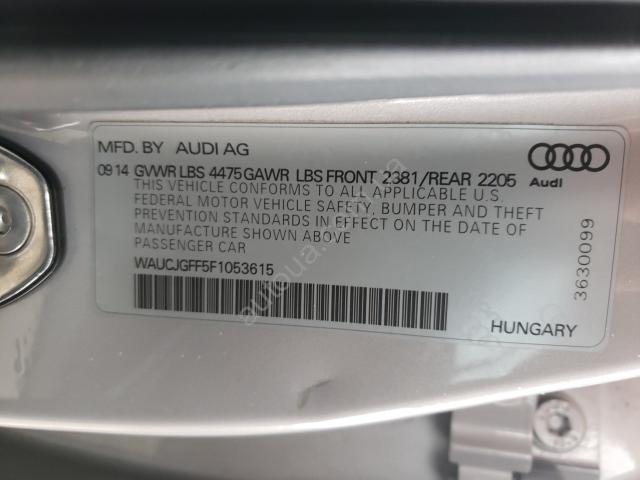 MFD. BY AUDI AG
09 14 GVWR LBS 4475 GAWR LBS FRONT 2381/REAR 2205
THIS VEHICLE CONFORMS TO ALL APPLICABLE U.S.
FEDERAL MOTOR VEHICLE SAFETY, BUMPER AND THEFT
PREVENTION STANDARDS IN EFFECT ON THE DATE OF
MANUFACTURE SHOWN ABOVE
PASSENGER CAR
WAUCJGFF5F1053615
Audi
3630099
HUNGARY
autoua.com